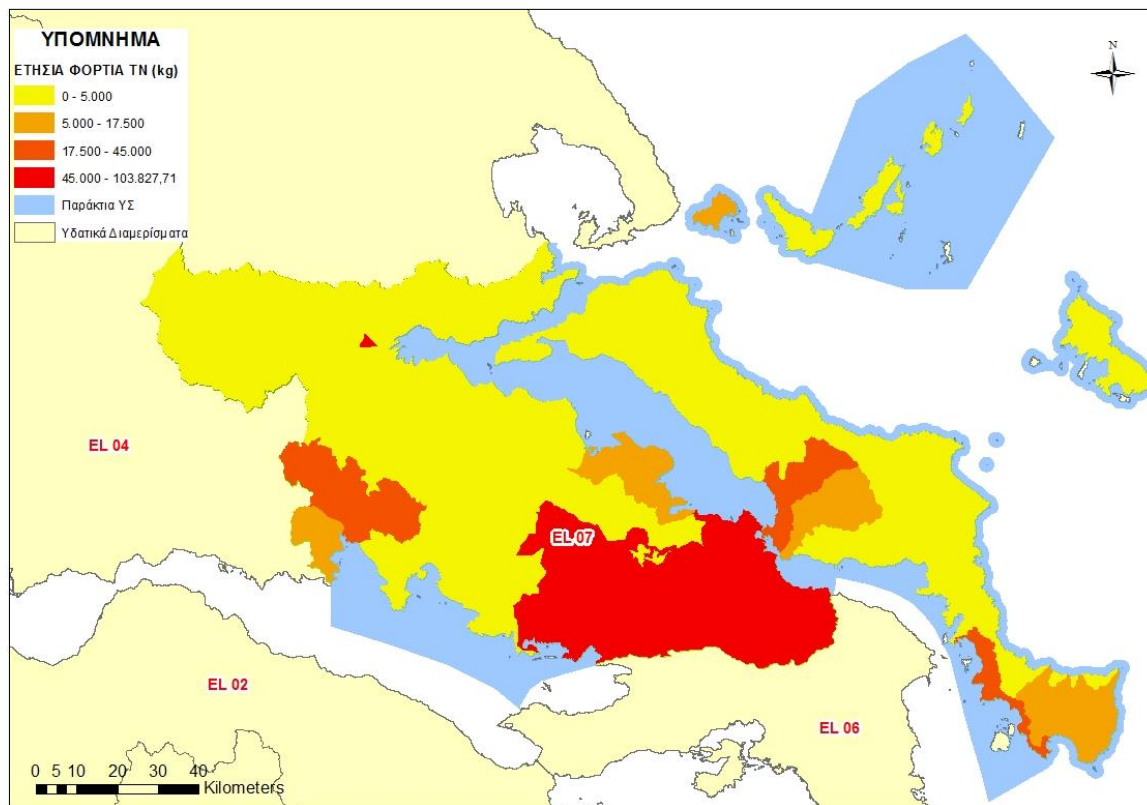 ΥΠΟΜΝΗΜΑ
ΕΤΗΣΙΑ ΦΟΡΤΙΑ ΤΝ (kg)
0 - 5.000
5.000 - 17.500
17.500 - 45.000
45.000 - 103.827,71
Παράκτια ΥΣ
Υδατικά Διαμερίσματα
N
EL 04
EL 07
EL 02
EL 06
0 5 10 20 30 40
Kilometers